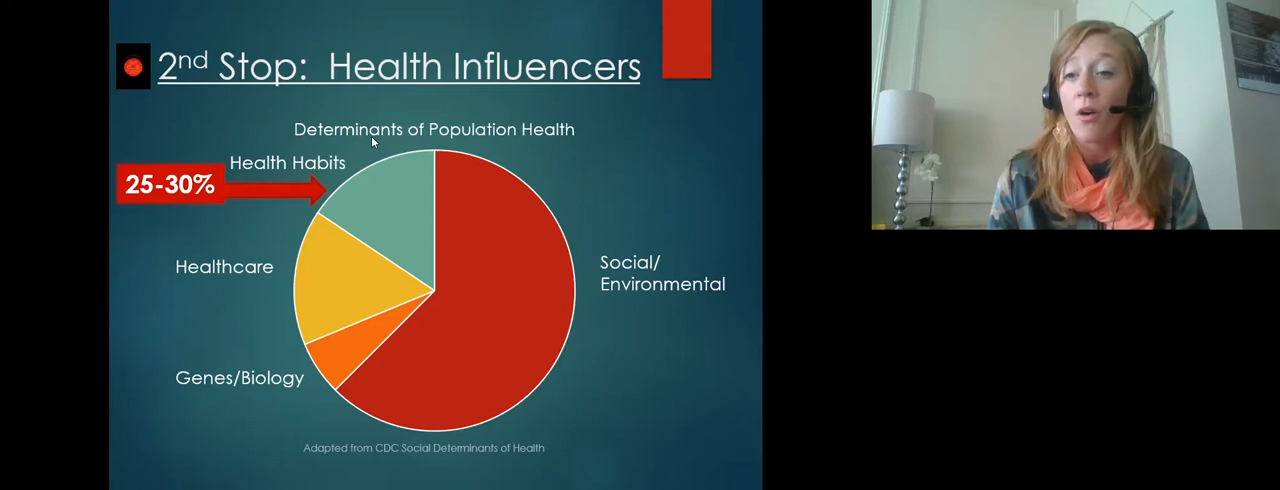 2nd Stop: Health Influencers
Determinants of Population Health
Health Habits
25-30%
Healthcare
Social/
Environmental
Genes/Biology
Adapted from CDC Social Determinants of Health